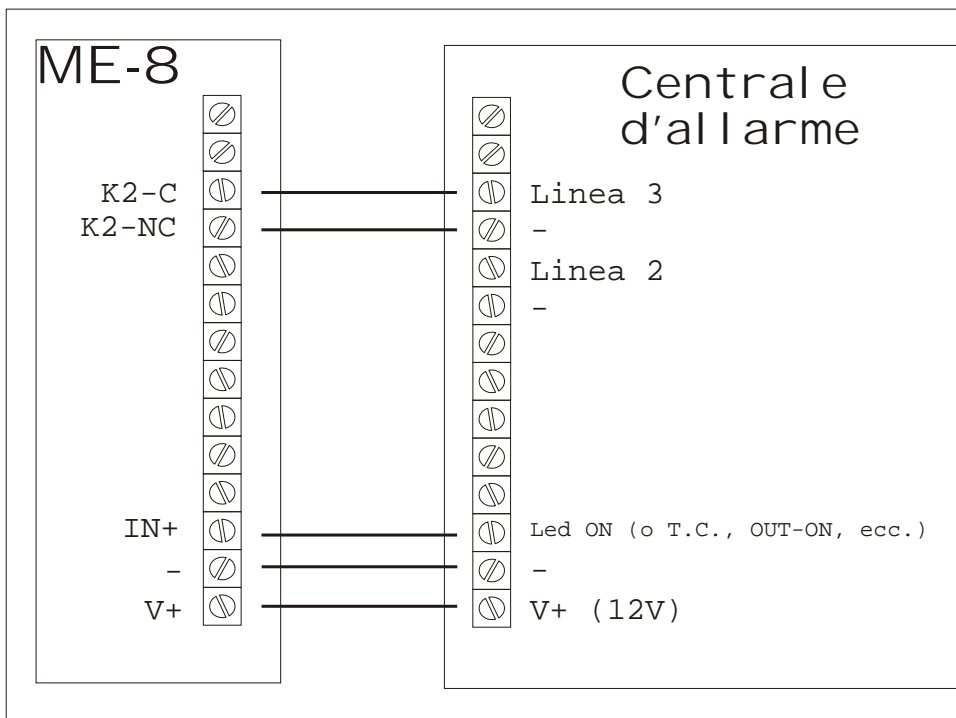 ME-8
Centrale
d'allarme
K2-C
K2-NC
Linea 3
-
Linea 2
-
IN+
-
V+
Led ON (o T.C., OUT-ON, ecc.)
-
V+ (12V)